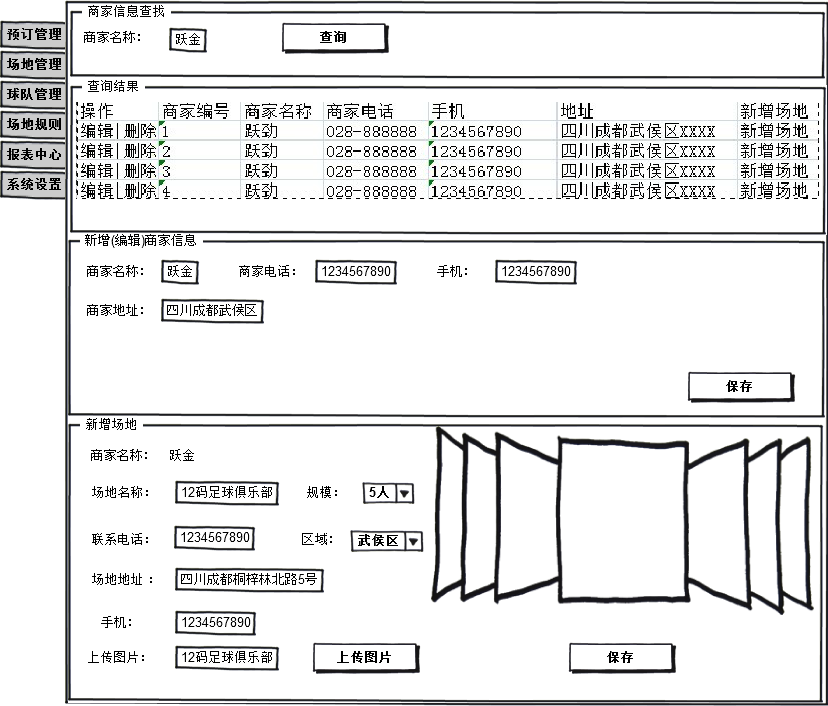 预订管理
场地管理
球队管理
场地规则
报表中心
系统设置
商家信息查找
商家名称: 跃金 查询
查询结果
操作 商家编号 商家名称 商家电话 手机 地址 新增场地
编辑|删除 1 跃劲 028-888888 1234567890 四川成都武侯区XXXX 新增场地
编辑|删除 2 跃劲 028-888888 1234567890 四川成都武侯区XXXX 新增场地
编辑|删除 3 跃劲 028-888888 1234567890 四川成都武侯区XXXX 新增场地
编辑|删除 4 跃劲 028-888888 1234567890 四川成都武侯区XXXX 新增场地
新增(编辑)商家信息
商家名称: 跃金 商家电话: 1234567890 手机: 1234567890
商家地址: 四川成都武侯区
保存
新增场地
商家名称: 跃金
场地名称: 12码足球俱乐部 规模: 5人
联系电话: 1234567890 区域: 武侯区
场地地址: 四川成都桐梓林北路5号
手机: 1234567890
上传图片: 12码足球俱乐部 上传图片 保存